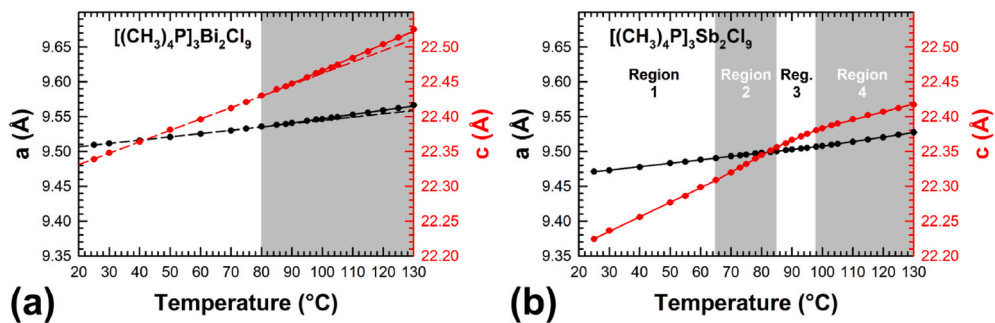 [(CH₃)₄P]₃Bi₂Cl₉
9.65
9.60
9.55
9.50
9.45
9.40
9.35
a (Å)
22.50
22.45
22.40
22.35
22.30
22.25
22.20
c (Å)
20 30 40 50 60 70 80 90 100 110 120 130
Temperature (°C)
(a)
[(CH₃)₄P]₃Sb₂Cl₉
Region 1
Region 2
Reg. 3
Region 4
9.65
9.60
9.55
9.50
9.45
9.40
9.35
a (Å)
22.50
22.45
22.40
22.35
22.30
22.25
22.20
c (Å)
20 30 40 50 60 70 80 90 100 110 120 130
Temperature (°C)
(b)